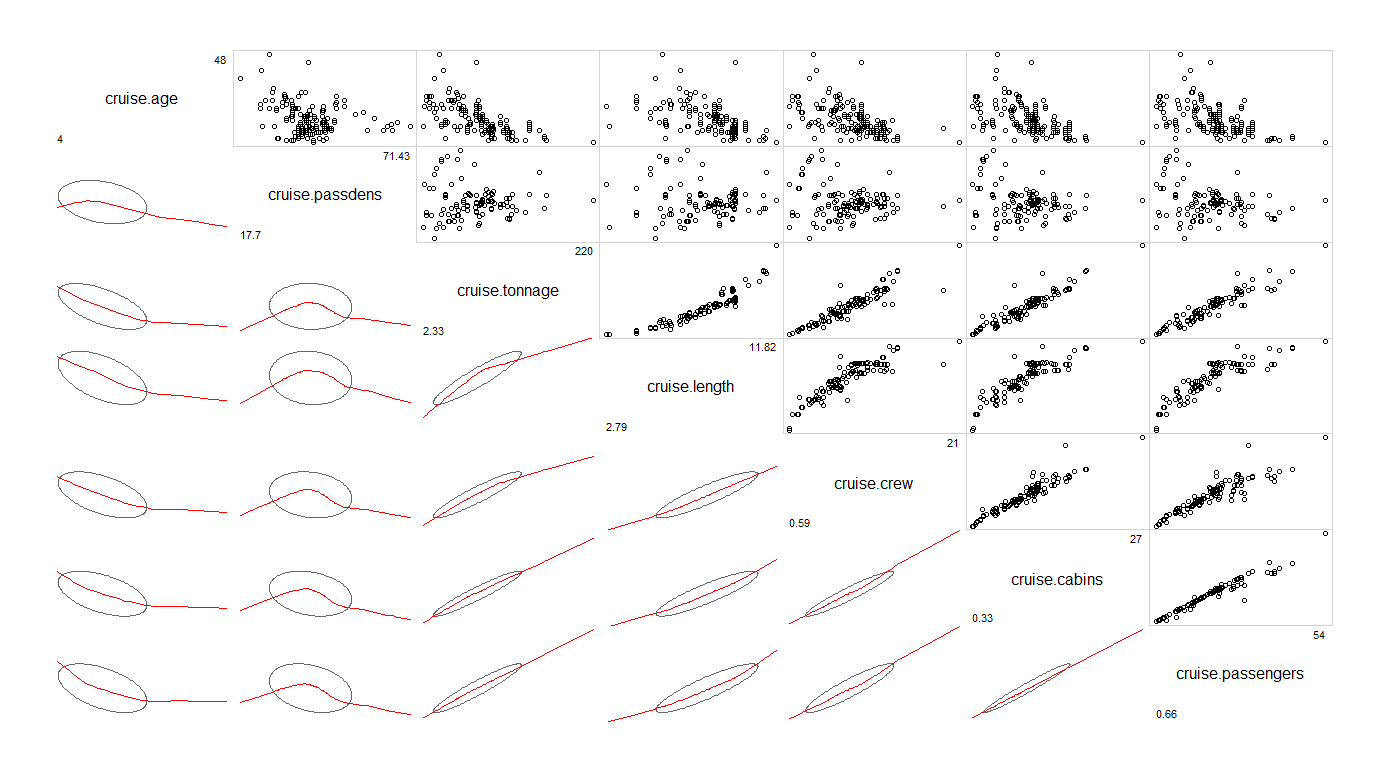 48
cruise.age
4
71.43
cruise.passdens
17.7
220
cruise.tonnage
2.33
11.82
cruise.length
2.79
21
cruise.crew
0.59
27
cruise.cabins
0.33
54
cruise.passengers
0.66